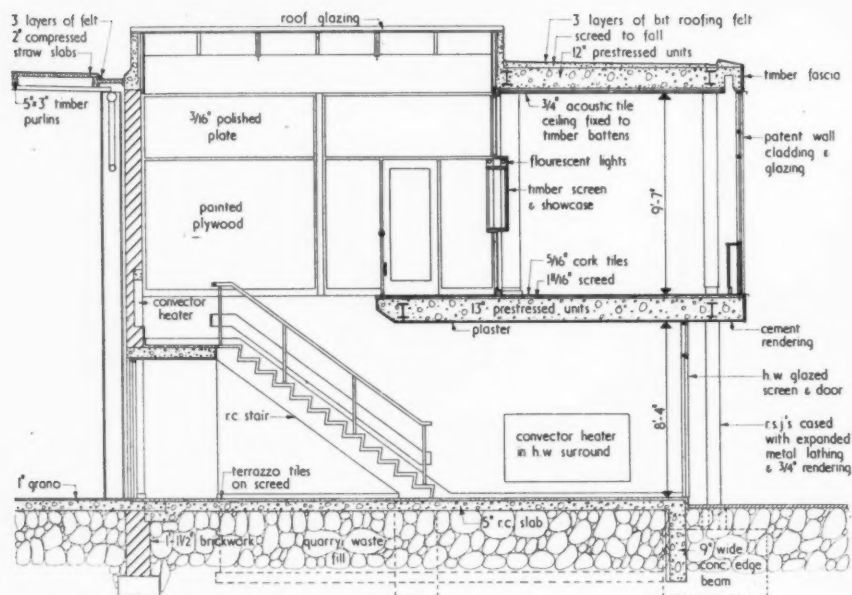 roof glazing
3 layers of felt
2" compressed
straw slabs
3 layers of bit roofing felt
screed to fall
12" prestressed units
timber fascia
5"×3" timber
purlins
3/16" polished
plate
3/4" acoustic tile
ceiling fixed to
timber battens
patent wall
cladding &
glazing
flourescent lights
timber screen
& showcase
painted
plywood
9'-7"
5/16" cork tiles
1 11/16" screed
convector
heater
13" prestressed units
plaster
cement
rendering
h.w glazed
screen & door
r.c. stair
8'-4"
convector heater
in h.w surround
r.s.j's cased
with expanded
metal lathing
& 3/4" rendering
1" grano
terrazzo tiles
on screed
5" r.c. slab
1'-1½" brickwork
quarry waste
fill
9" wide
conc. edge
beam